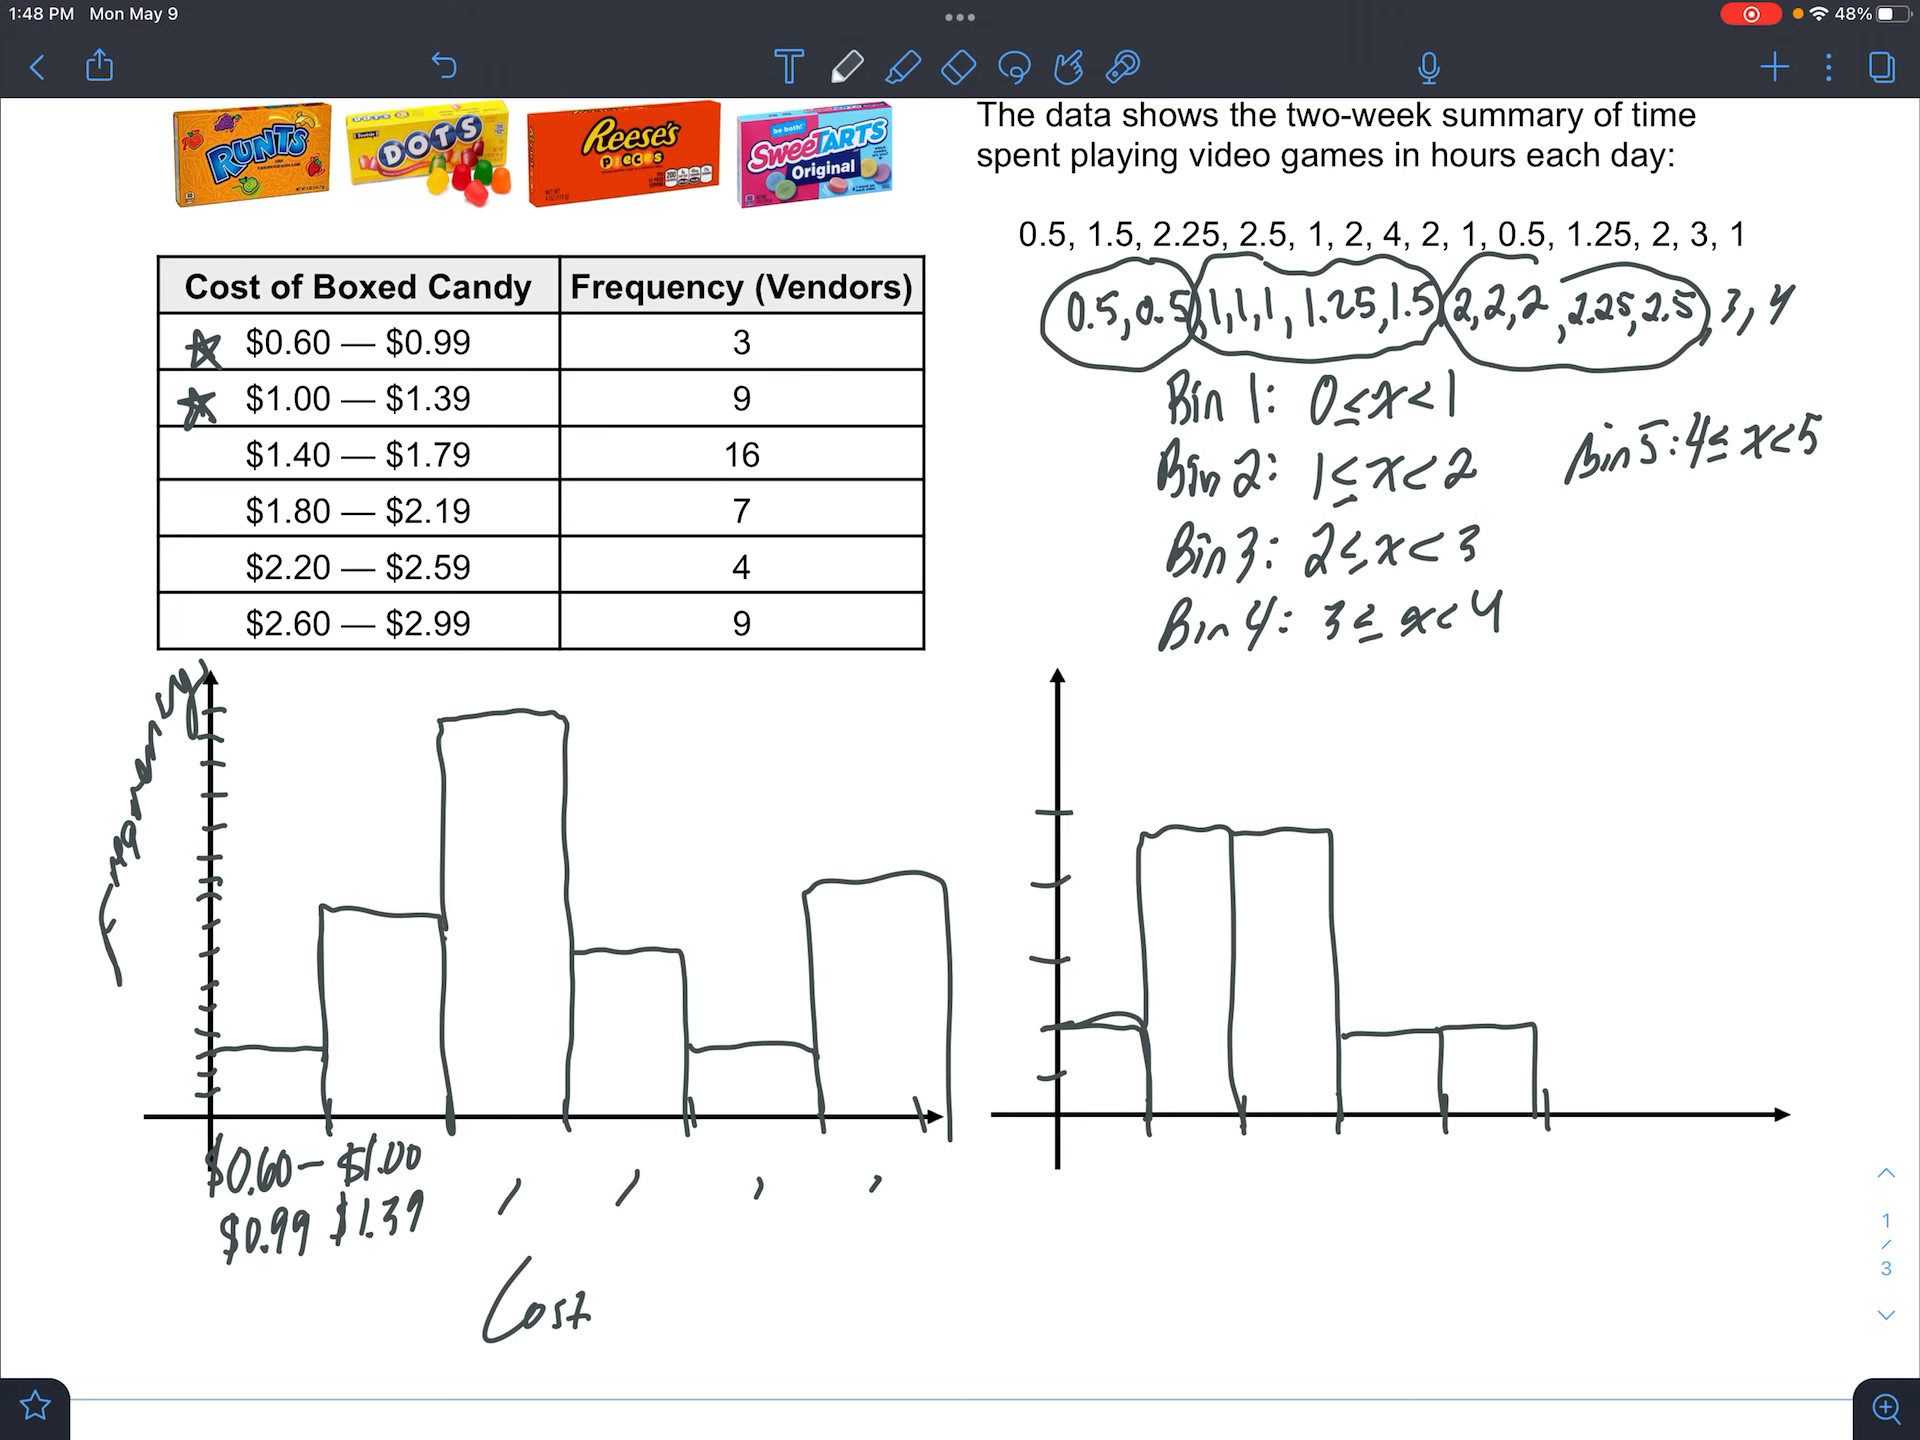 1:48 PM Mon May 9
48%
RUNTS
DOTS
Tootsie
DOTS
Reese's
PIECES
be both!
SweeTARTS
Original
The data shows the two-week summary of time
spent playing video games in hours each day:
0.5, 1.5, 2.25, 2.5, 1, 2, 4, 2, 1, 0.5, 1.25, 2, 3, 1
0.5, 0.5, 1, 1, 1, 1.25, 1.5, 2, 2, 2, 2.25, 2.5, 3, 4
Cost of Boxed Candy Frequency (Vendors)
$0.60 — $0.99 3
$1.00 — $1.39 9
$1.40 — $1.79 16
$1.80 — $2.19 7
$2.20 — $2.59 4
$2.60 — $2.99 9
Bin 1: 0 ≤ x < 1
Bin 2: 1 ≤ x < 2
Bin 3: 2 ≤ x < 3
Bin 4: 3 ≤ x < 4
Bin 5: 4 ≤ x < 5
Frequency
$0.60 — $1.00
$0.99 $1.39
Cost
1
/
3